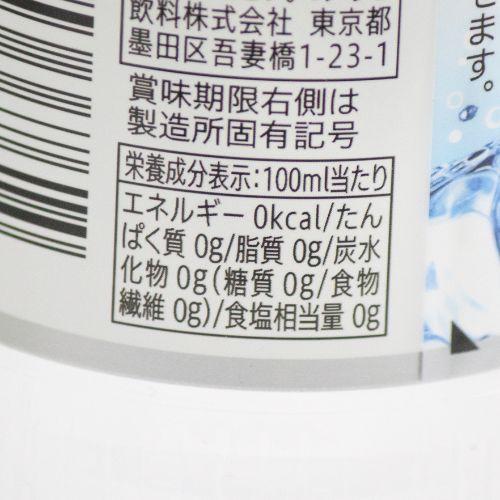 飲料株式会社 東京都
墨田区吾妻橋1-23-1
賞味期限右側は
製造所固有記号
栄養成分表示:100ml当たり
エネルギー 0kcal/たん
ぱく質 0g/脂質 0g/炭水
化物 0g(糖質 0g/食物
繊維 0g)/食塩相当量 0g
てます。